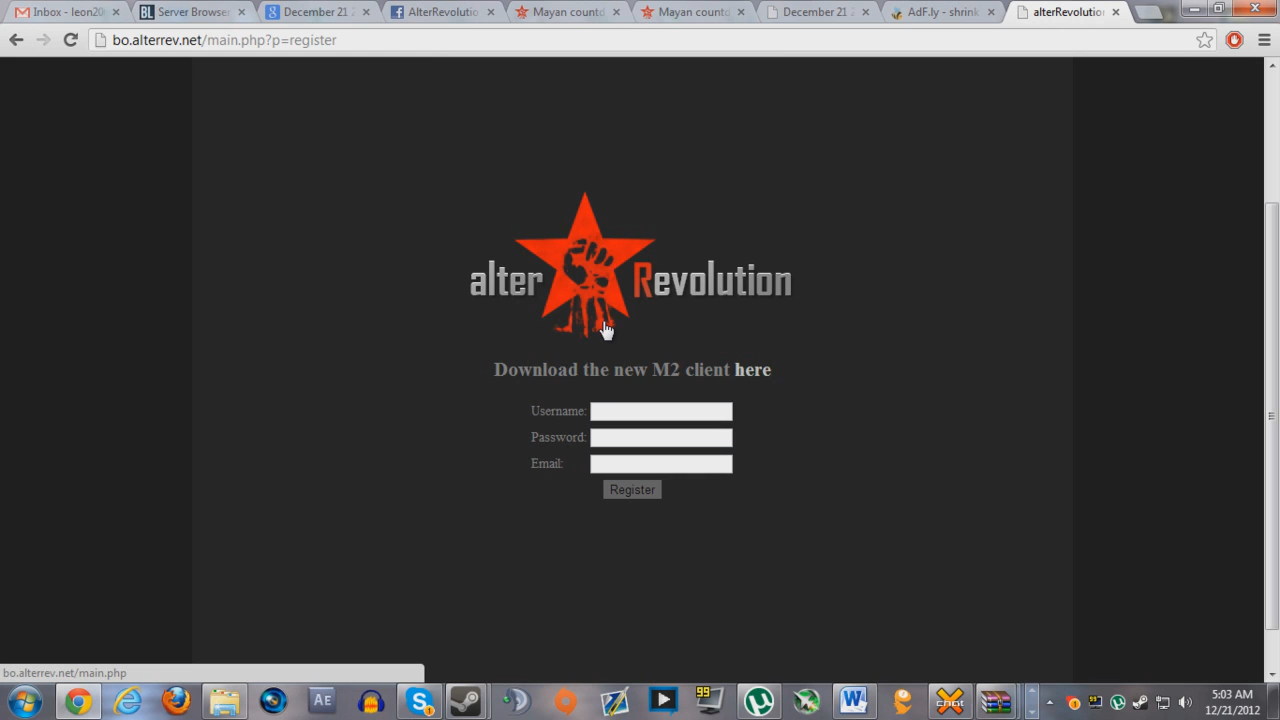 Inbox - leon20
Server Browser
December 21 2
AlterRevolution
Mayan countd
Mayan countd
December 21 2
AdF.ly - shrink
alterRevolution
bo.alterrev.net/main.php?p=register
alter Revolution
Download the new M2 client here
Username:
Password:
Email:
Register
bo.alterrev.net/main.php
5:03 AM
12/21/2012